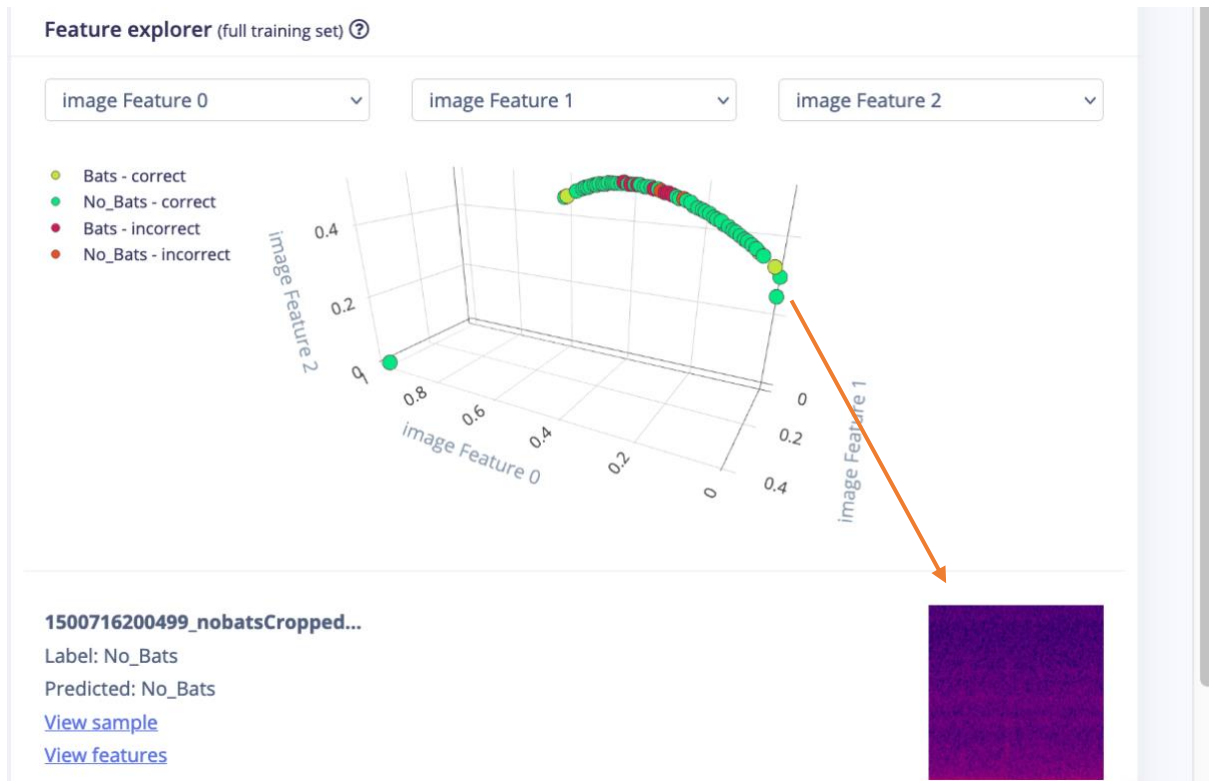 Feature explorer (full training set) ?
image Feature 0
image Feature 1
image Feature 2
Bats - correct
No_Bats - correct
Bats - incorrect
No_Bats - incorrect
image Feature 2
0.4
0.2
0
1
0.8
0.6
0.4
0.2
0
image Feature 0
0
0.2
0.4
image Feature 1
1500716200499_nobatsCropped...
Label: No_Bats
Predicted: No_Bats
View sample
View features